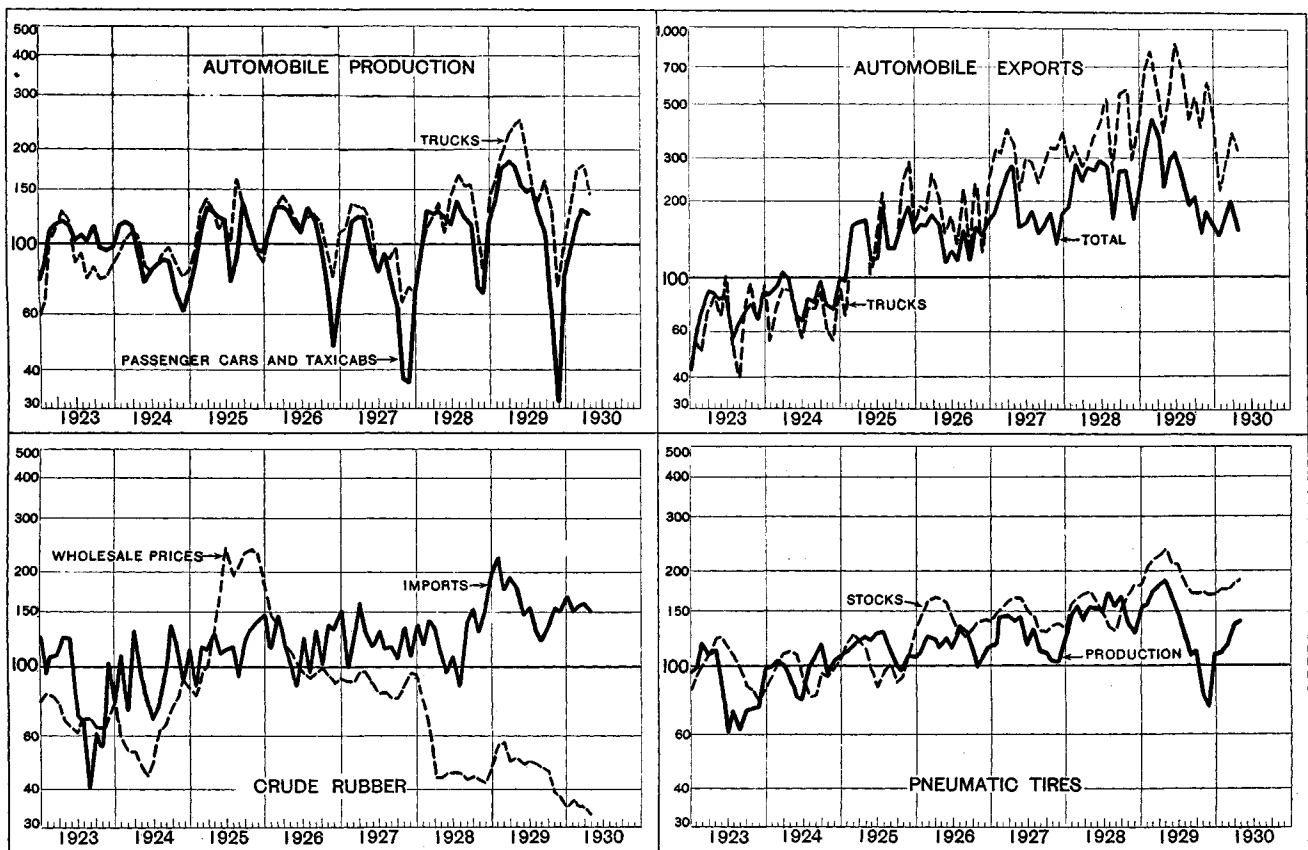 500
400
300
200
150
100
60
40
30
AUTOMOBILE PRODUCTION
TRUCKS
PASSENGER CARS AND TAXICABS
1923 1924 1925 1926 1927 1928 1929 1930
1,000
700
500
300
200
100
60
40
30
AUTOMOBILE EXPORTS
TOTAL
TRUCKS
1923 1924 1925 1926 1927 1928 1929 1930
500
400
300
200
150
100
60
40
30
WHOLESALE PRICES
IMPORTS
CRUDE RUBBER
1923 1924 1925 1926 1927 1928 1929 1930
500
400
300
200
150
100
60
40
30
STOCKS
PRODUCTION
PNEUMATIC TIRES
1923 1924 1925 1926 1927 1928 1929 1930